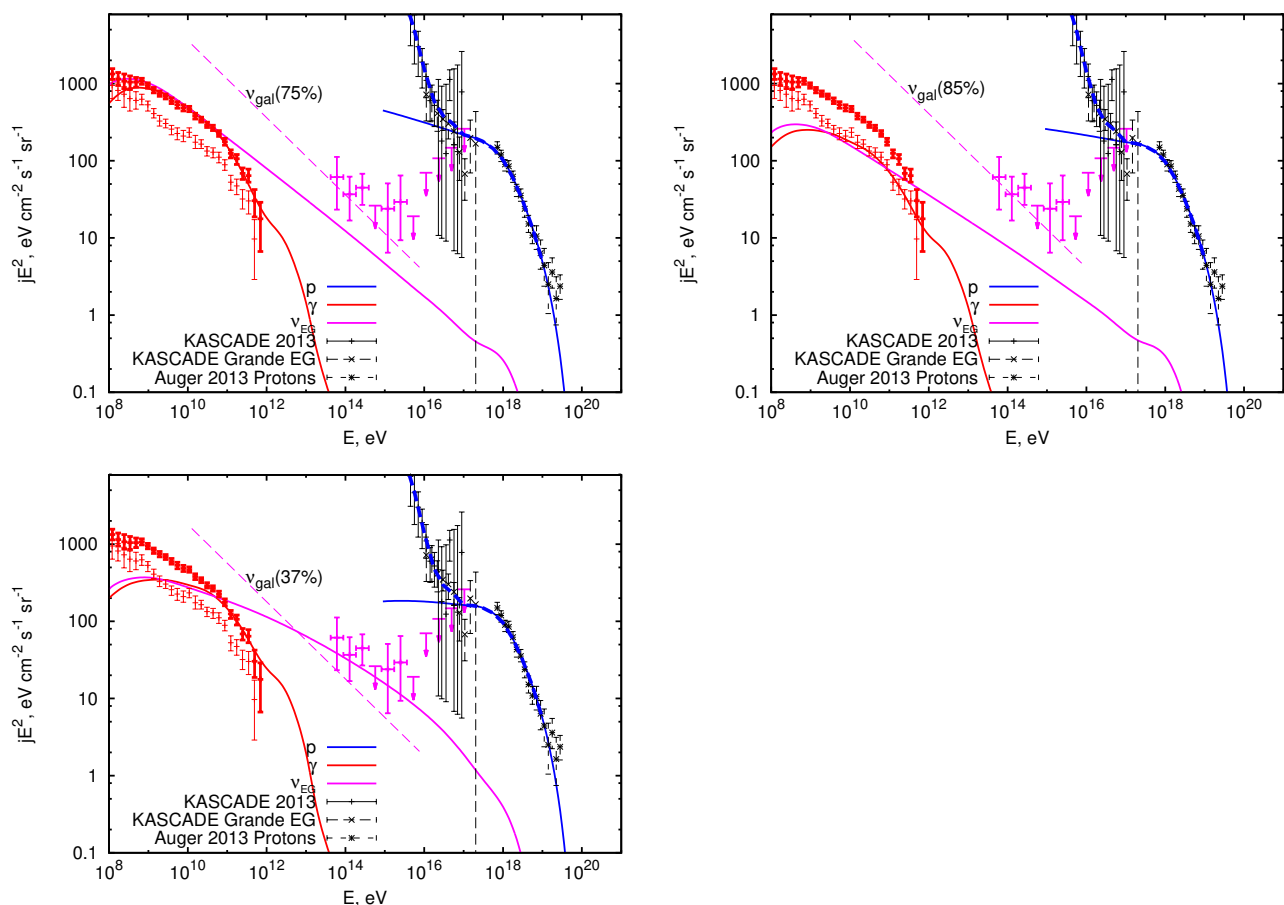 1000
100
10
1
0.1
jE², eV cm⁻² s⁻¹ sr⁻¹
ν_gal(75%)
p
γ
ν_EG
KASCADE 2013
KASCADE Grande EG
Auger 2013 Protons
10⁸ 10¹⁰ 10¹² 10¹⁴ 10¹⁶ 10¹⁸ 10²⁰
E, eV
1000
100
10
1
0.1
jE², eV cm⁻² s⁻¹ sr⁻¹
ν_gal(85%)
p
γ
ν_EG
KASCADE 2013
KASCADE Grande EG
Auger 2013 Protons
10⁸ 10¹⁰ 10¹² 10¹⁴ 10¹⁶ 10¹⁸ 10²⁰
E, eV
1000
100
10
1
0.1
jE², eV cm⁻² s⁻¹ sr⁻¹
ν_gal(37%)
p
γ
ν_EG
KASCADE 2013
KASCADE Grande EG
Auger 2013 Protons
10⁸ 10¹⁰ 10¹² 10¹⁴ 10¹⁶ 10¹⁸ 10²⁰
E, eV